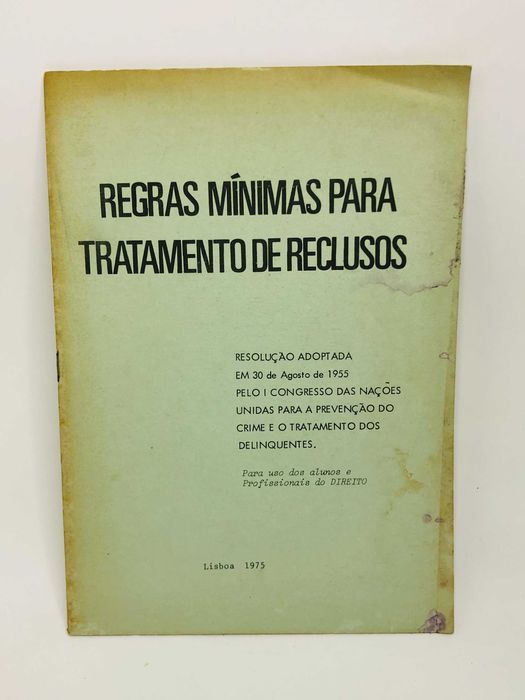 REGRAS MÍNIMAS PARA
TRATAMENTO DE RECLUSOS
RESOLUÇÃO ADOPTADA
EM 30 de Agosto de 1955
PELO I CONGRESSO DAS NAÇÕES
UNIDAS PARA A PREVENÇÃO DO
CRIME E O TRATAMENTO DOS
DELINQUENTES.
Para uso dos alunos e
Profissionais do DIREITO
Lisboa 1975